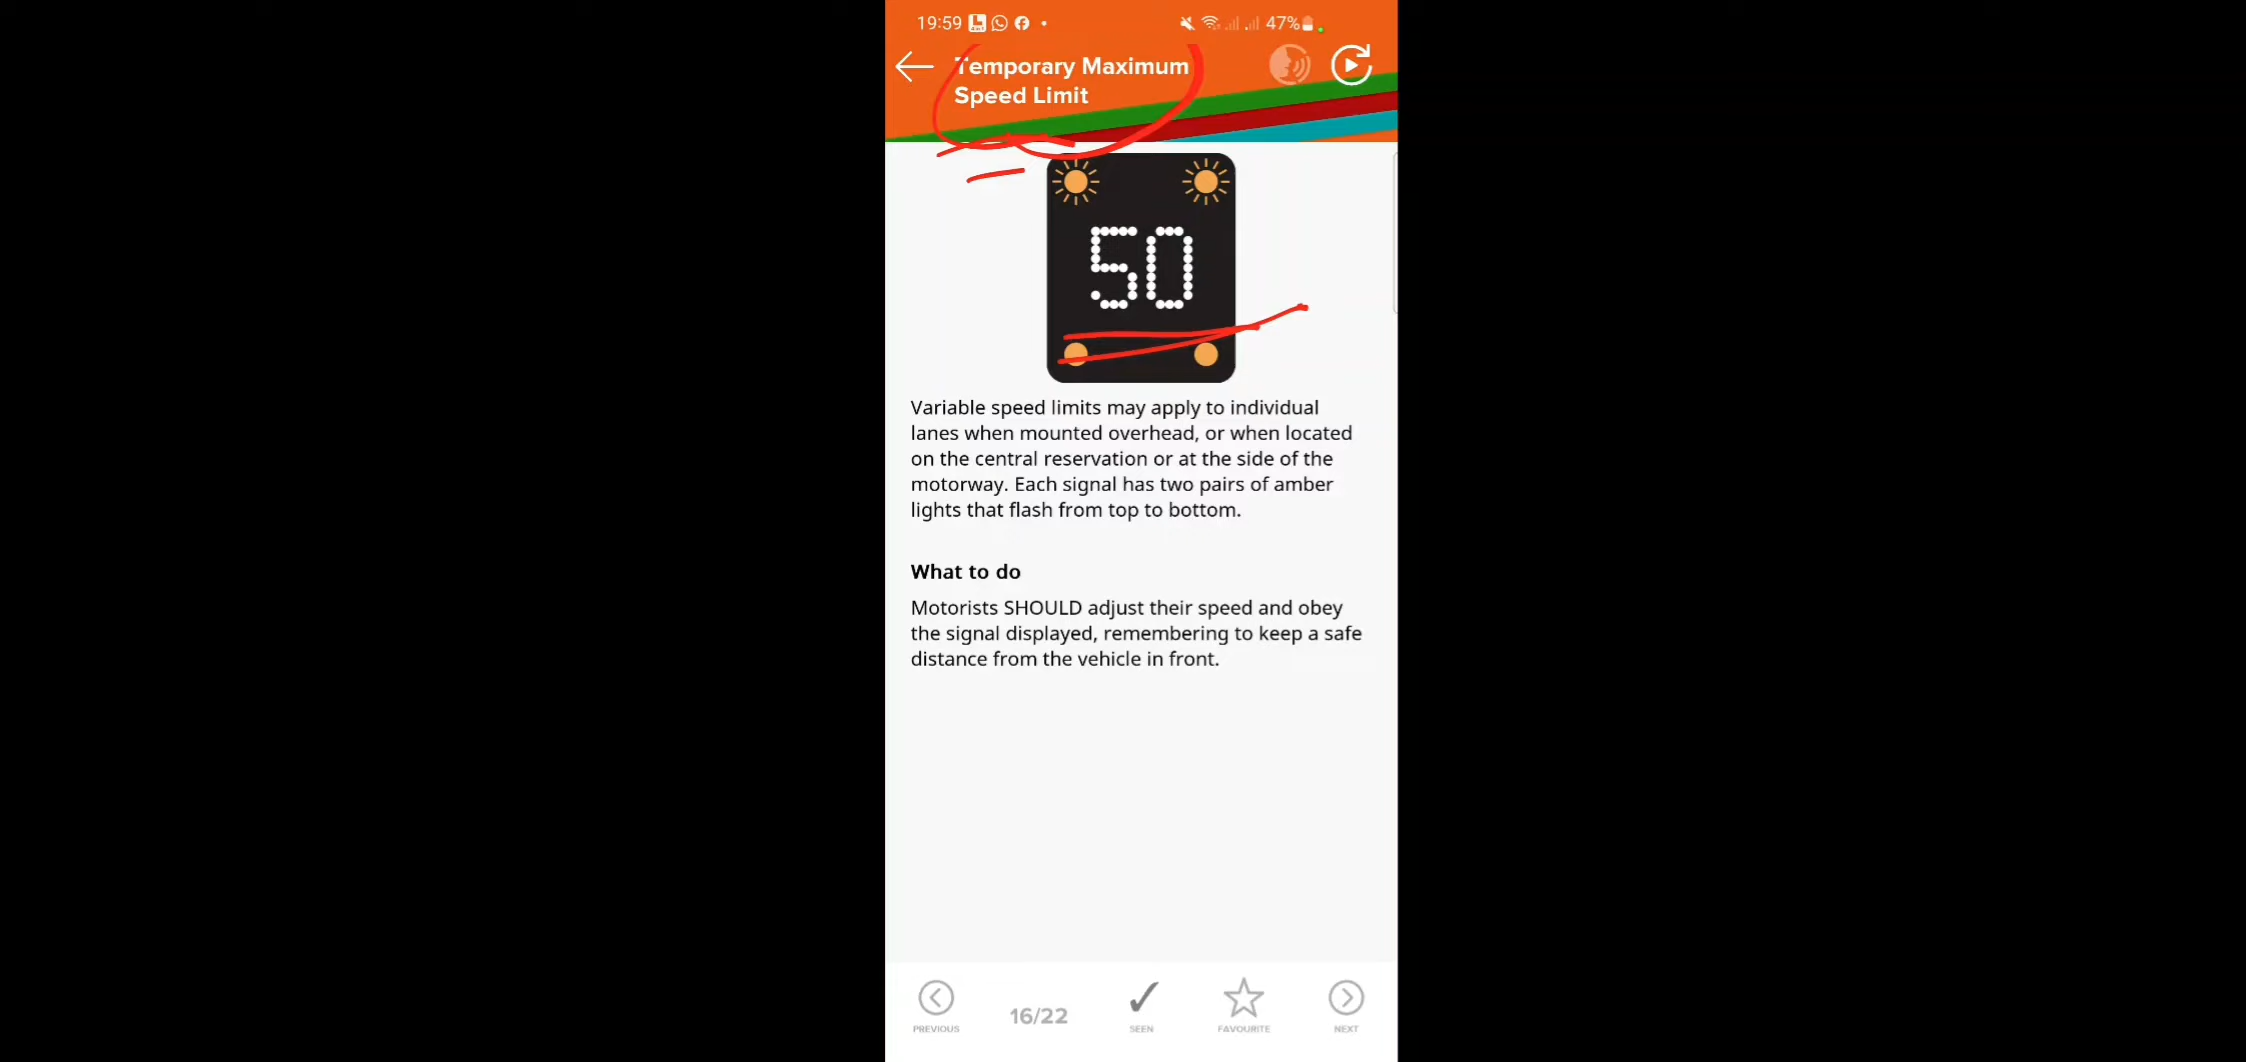 19:59 47%
Temporary Maximum
Speed Limit
50
Variable speed limits may apply to individual
lanes when mounted overhead, or when located
on the central reservation or at the side of the
motorway. Each signal has two pairs of amber
lights that flash from top to bottom.
What to do
Motorists SHOULD adjust their speed and obey
the signal displayed, remembering to keep a safe
distance from the vehicle in front.
16/22
PREVIOUS SEEN FAVOURITE NEXT